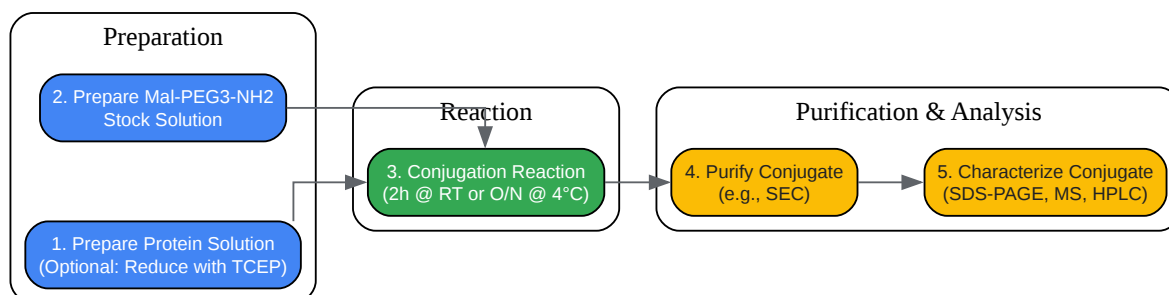 Preparation
2. Prepare Mal-PEG3-NH2
Stock Solution
1. Prepare Protein Solution
(Optional: Reduce with TCEP)
Reaction
3. Conjugation Reaction
(2h @ RT or O/N @ 4°C)
Purification & Analysis
4. Purify Conjugate
(e.g., SEC)
5. Characterize Conjugate
(SDS-PAGE, MS, HPLC)